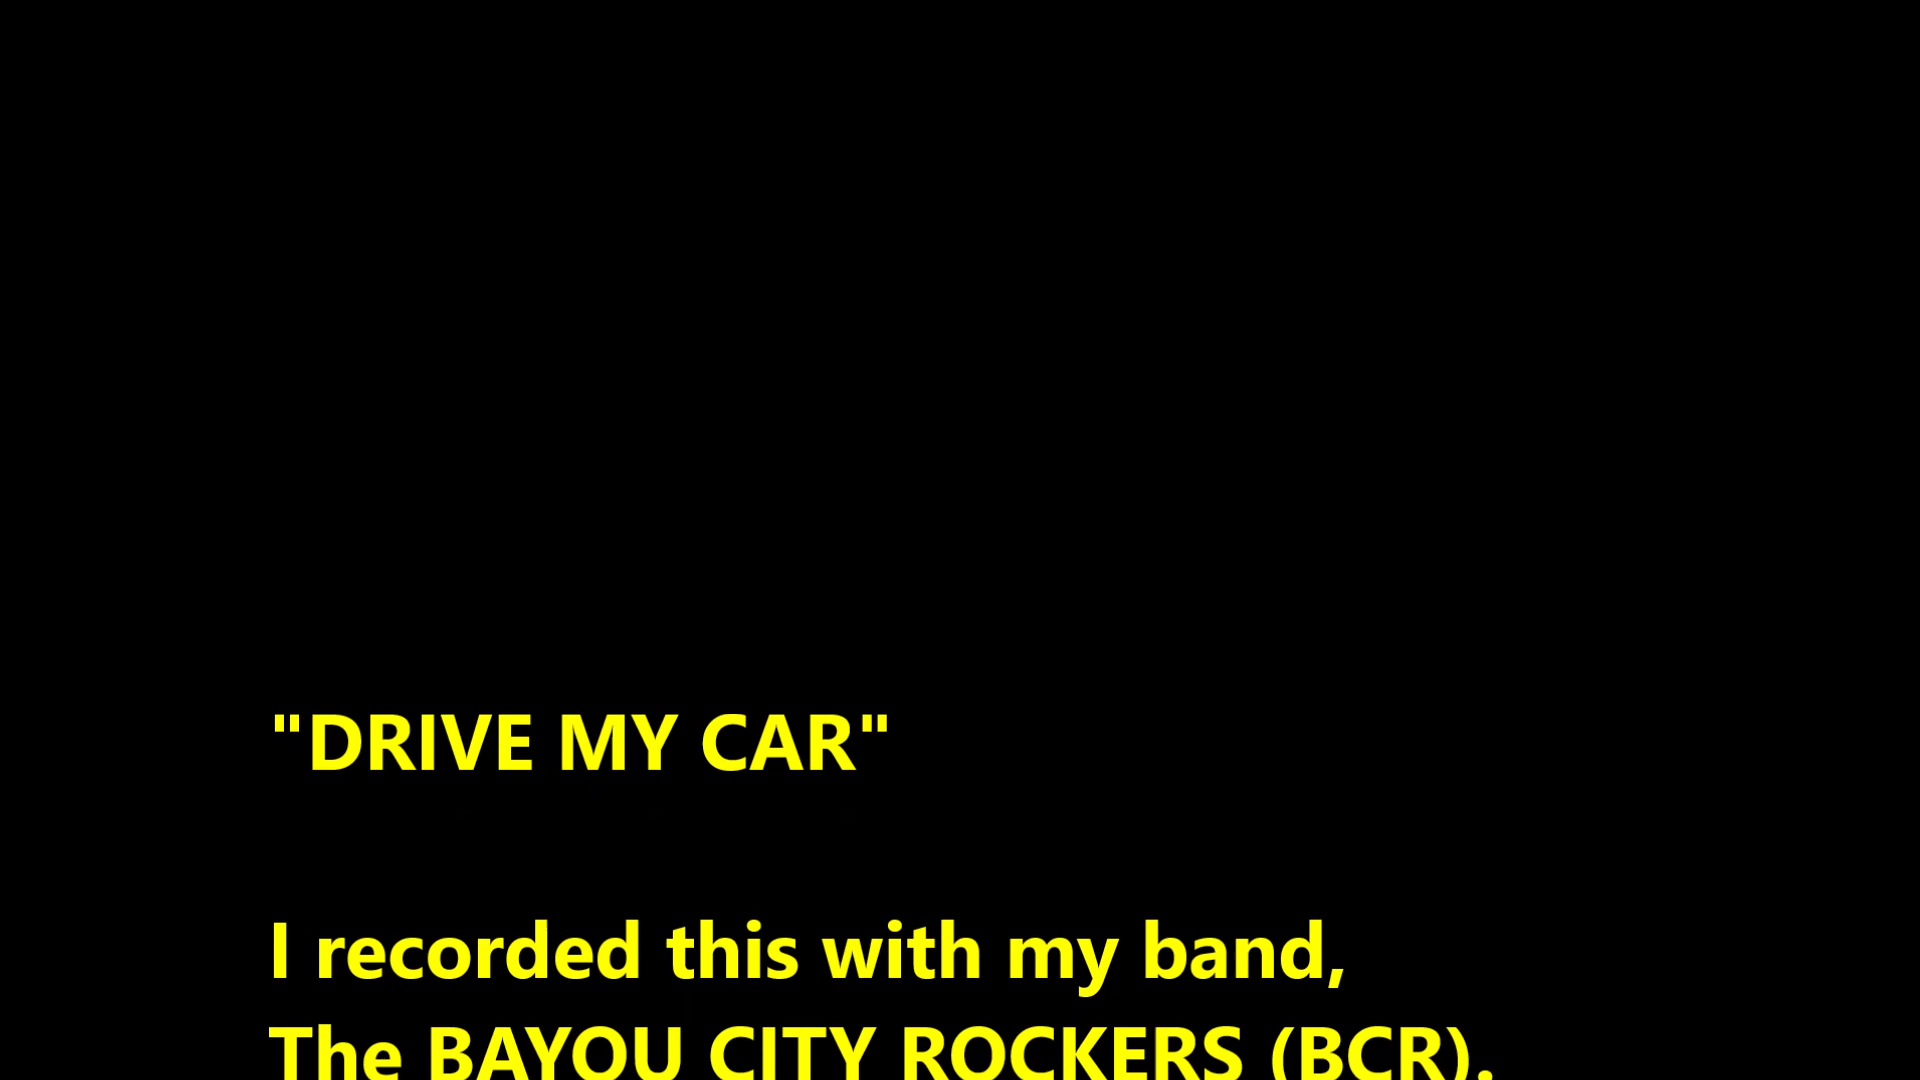 "DRIVE MY CAR"
I recorded this with my band,
The BAYOU CITY ROCKERS (BCR).